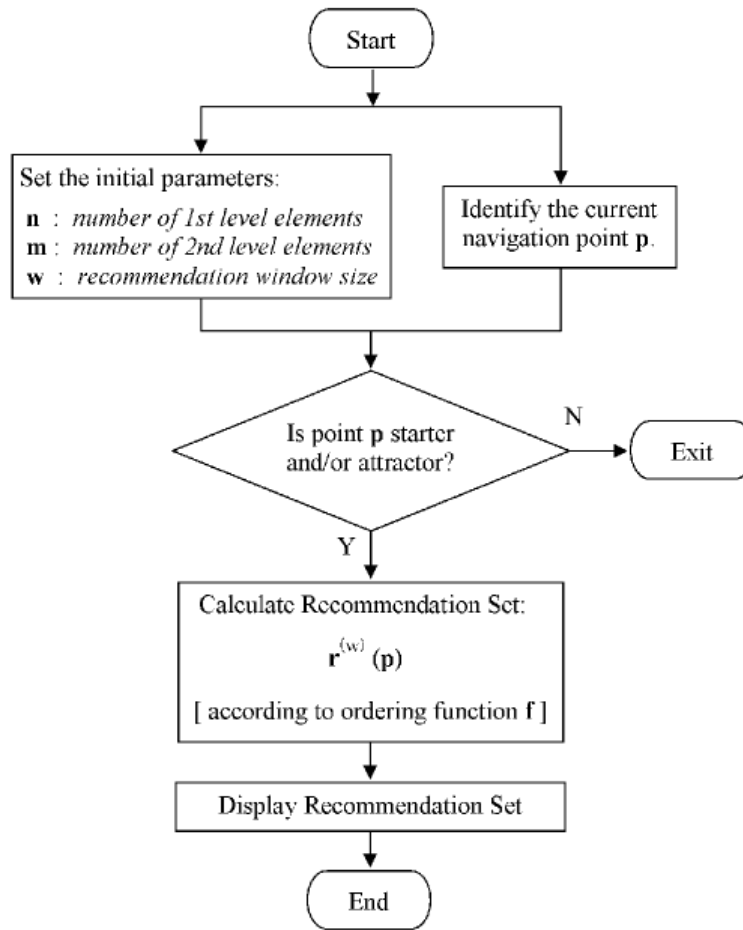 Start
Set the initial parameters:
n : number of 1st level elements
m : number of 2nd level elements
w : recommendation window size
Identify the current
navigation point p.
Is point p starter
and/or attractor?
N
Exit
Y
Calculate Recommendation Set:
r^(w) (p)
[ according to ordering function f ]
Display Recommendation Set
End